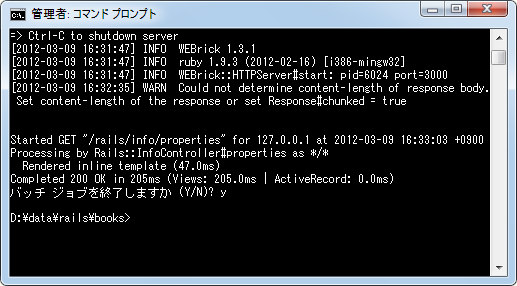 管理者: コマンド プロンプト
=> Ctrl-C to shutdown server
[2012-03-09 16:31:47] INFO  WEBrick 1.3.1
[2012-03-09 16:31:47] INFO  ruby 1.9.3 (2012-02-16) [i386-mingw32]
[2012-03-09 16:31:47] INFO  WEBrick::HTTPServer#start: pid=6024 port=3000
[2012-03-09 16:32:35] WARN  Could not determine content-length of response body.
 Set content-length of the response or set Response#chunked = true
Started GET "/rails/info/properties" for 127.0.0.1 at 2012-03-09 16:33:03 +0900
Processing by Rails::InfoController#properties as */*
  Rendered inline template (47.0ms)
Completed 200 OK in 205ms (Views: 205.0ms | ActiveRecord: 0.0ms)
バッチ ジョブを終了しますか (Y/N)? y
D:¥data¥rails¥books>